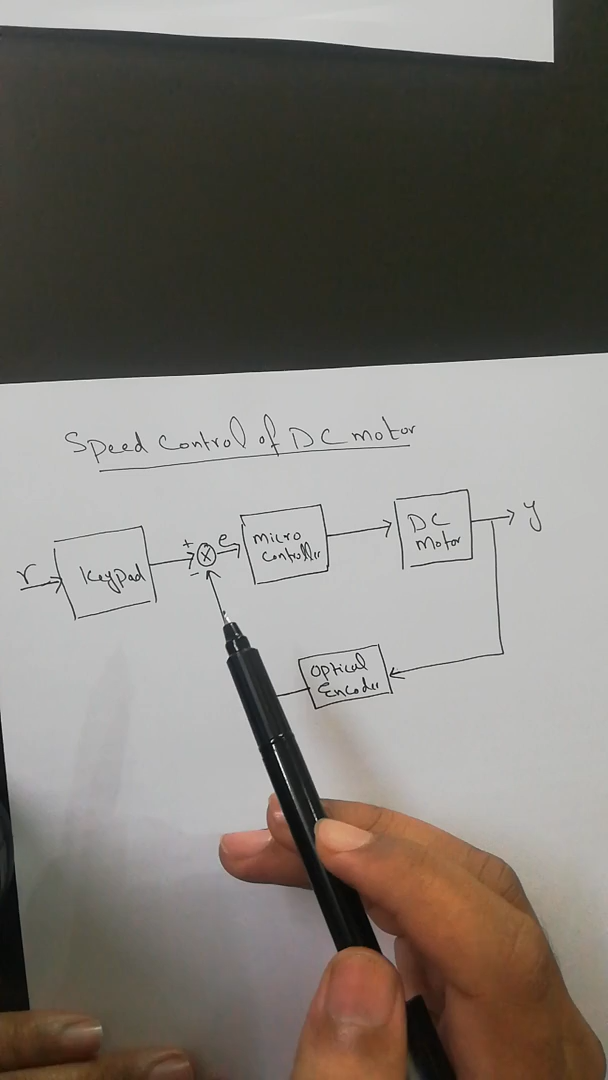 Speed Control of DC motor
r
Keypad
+
-
e
micro
controller
DC
motor
y
optical
Encoder